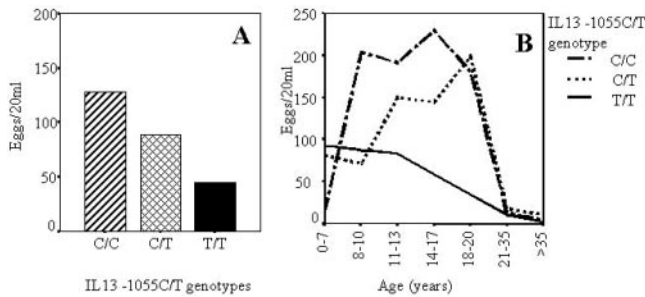 A
Eggs/20ml
200
150
100
50
0
C/C C/T T/T
IL13 -1055C/T genotypes
B
Eggs/20ml
250
200
150
100
50
0
0-7 8-10 11-13 14-17 18-20 21-35 >35
Age (years)
IL13 -1055C/T
genotype
C/C
C/T
T/T